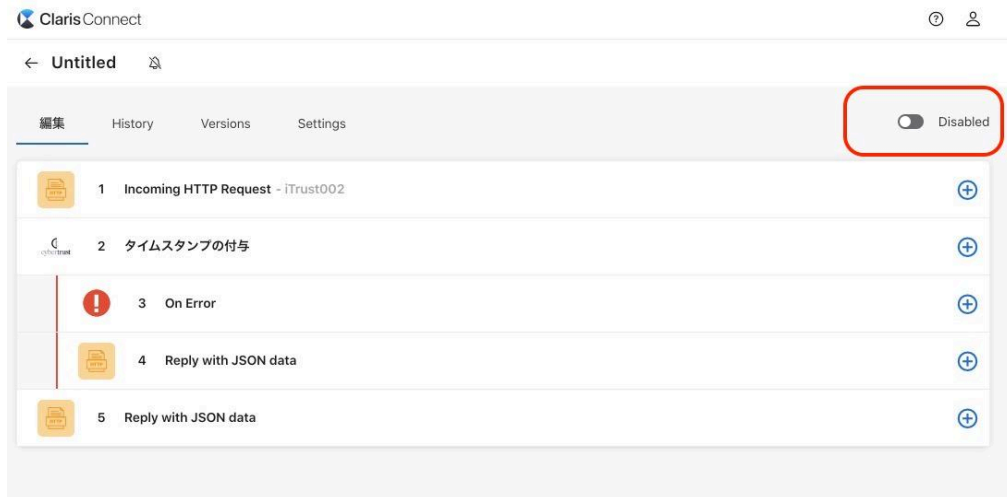 Claris Connect
← Untitled
編集 History Versions Settings Disabled
1 Incoming HTTP Request - iTrust002
cybertrust 2 タイムスタンプの付与
3 On Error
4 Reply with JSON data
5 Reply with JSON data